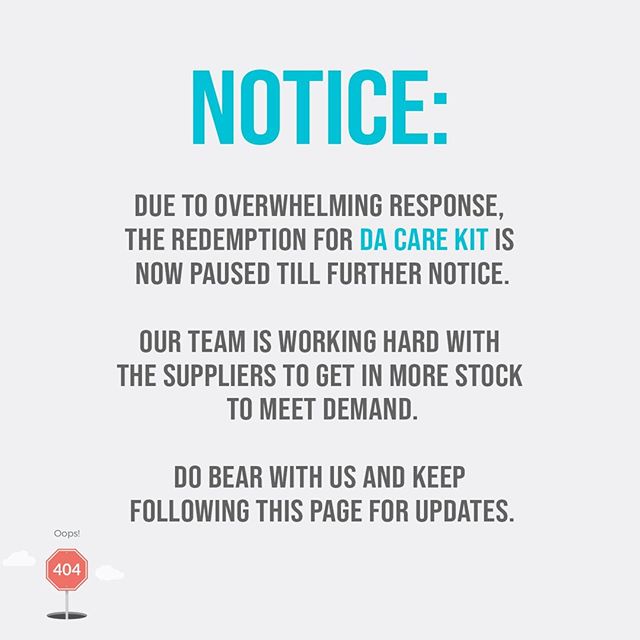 NOTICE:
DUE TO OVERWHELMING RESPONSE,
THE REDEMPTION FOR DA CARE KIT IS
NOW PAUSED TILL FURTHER NOTICE.
OUR TEAM IS WORKING HARD WITH
THE SUPPLIERS TO GET IN MORE STOCK
TO MEET DEMAND.
DO BEAR WITH US AND KEEP
FOLLOWING THIS PAGE FOR UPDATES.
Oops!
404